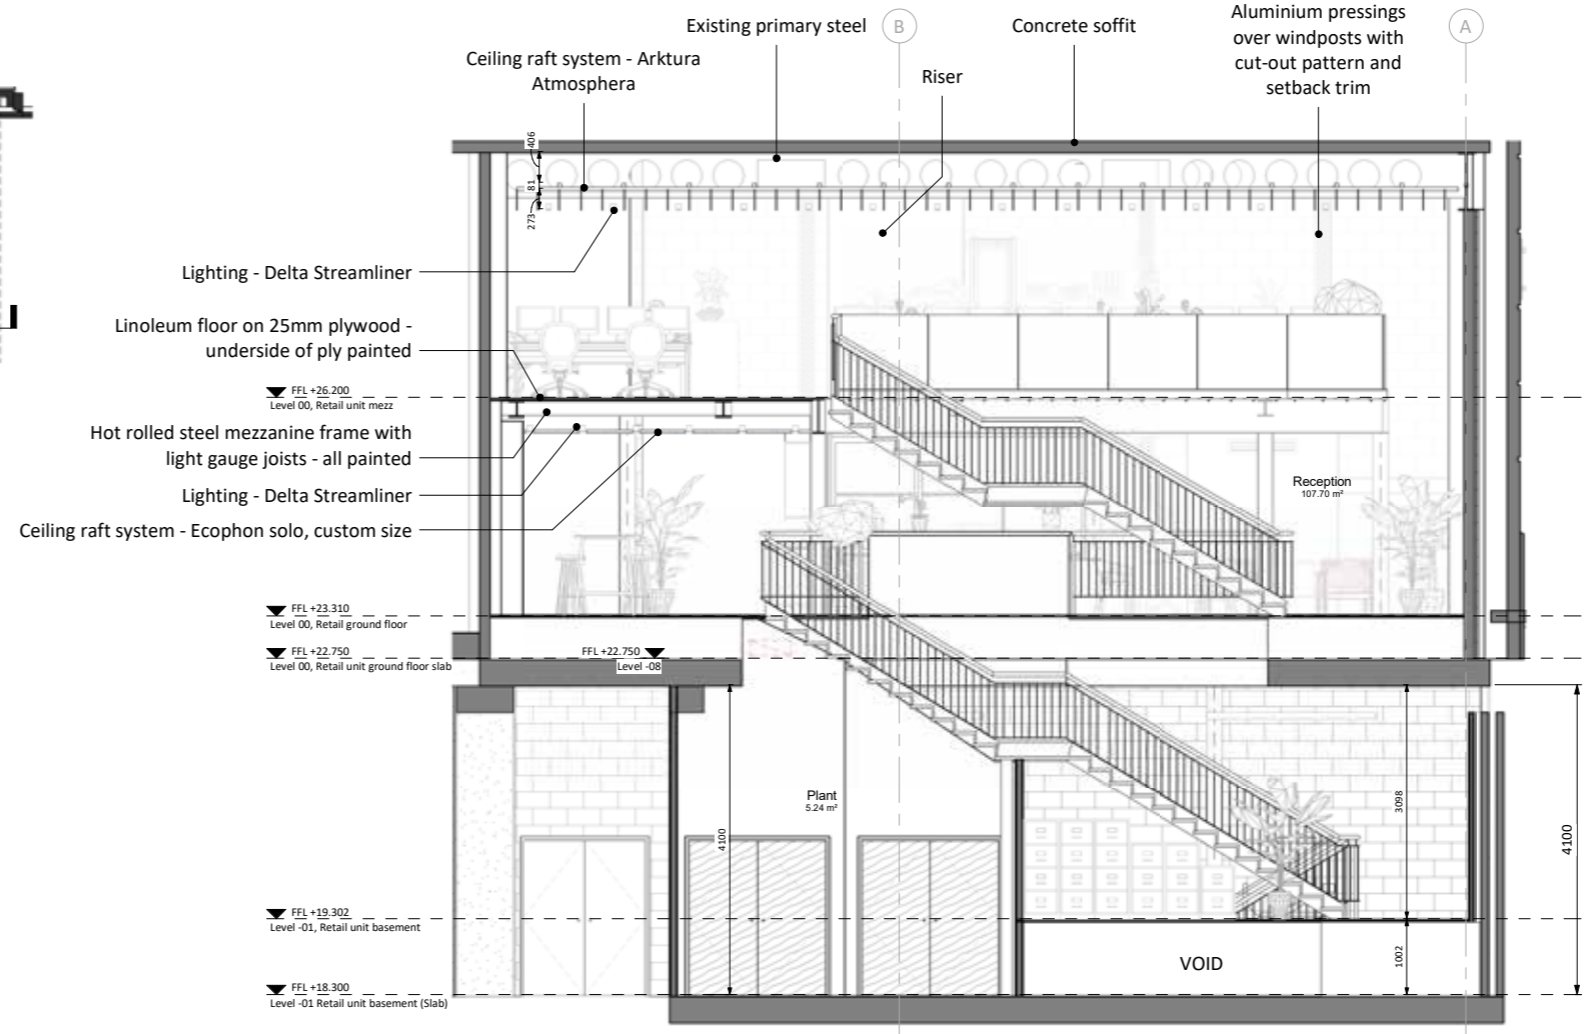 Existing primary steel
B
Concrete soffit
Aluminium pressings
over windposts with
cut-out pattern and
setback trim
A
Ceiling raft system - Arktura
Atmosphera
Riser
406
81
273
Lighting - Delta Streamliner
Linoleum floor on 25mm plywood -
underside of ply painted
FFL +26.200
Level 00, Retail unit mezz
Hot rolled steel mezzanine frame with
light gauge joists - all painted
Lighting - Delta Streamliner
Ceiling raft system - Ecophon solo, custom size
Reception
107.70 m²
FFL +23.310
Level 00, Retail ground floor
FFL +22.750
Level 00, Retail unit ground floor slab
FFL +22.750
Level -08
Plant
5.24 m²
4100
3098
4100
FFL +19.302
Level -01, Retail unit basement
VOID
1002
FFL +18.300
Level -01 Retail unit basement (Slab)